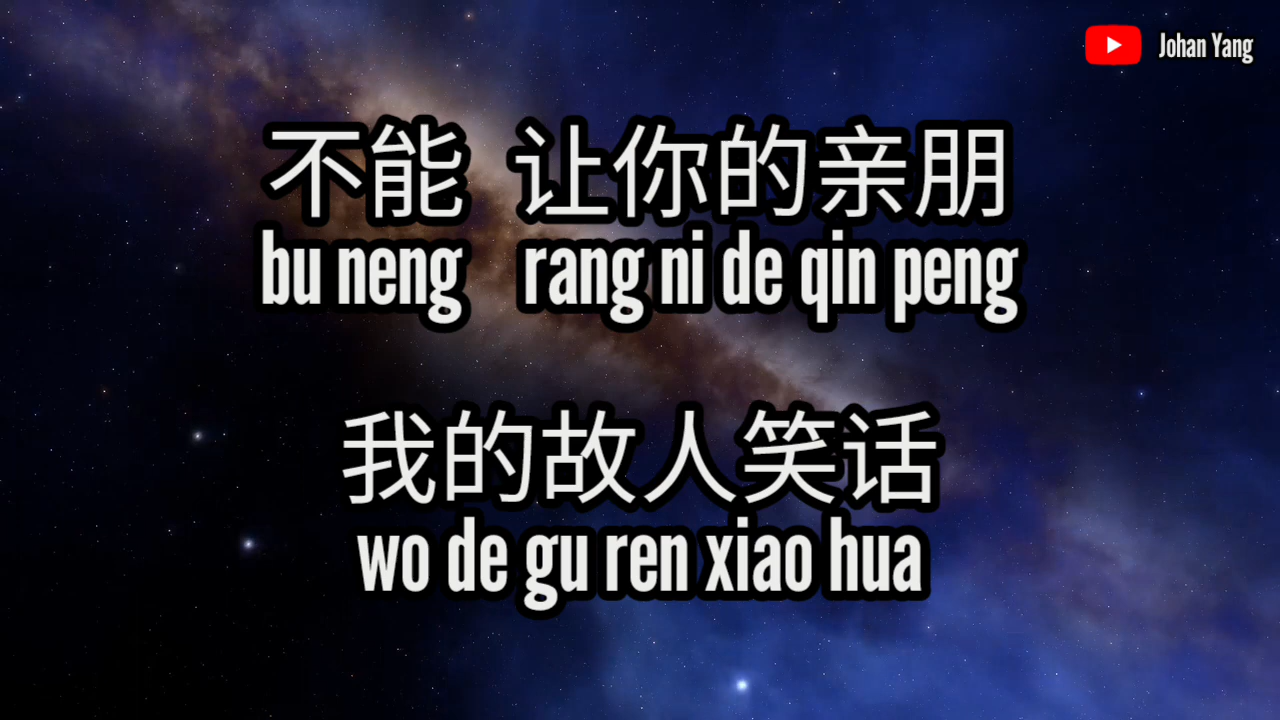 Johan Yang
不能 让你的亲朋
bu neng rang ni de qin peng
我的故人笑话
wo de gu ren xiao hua